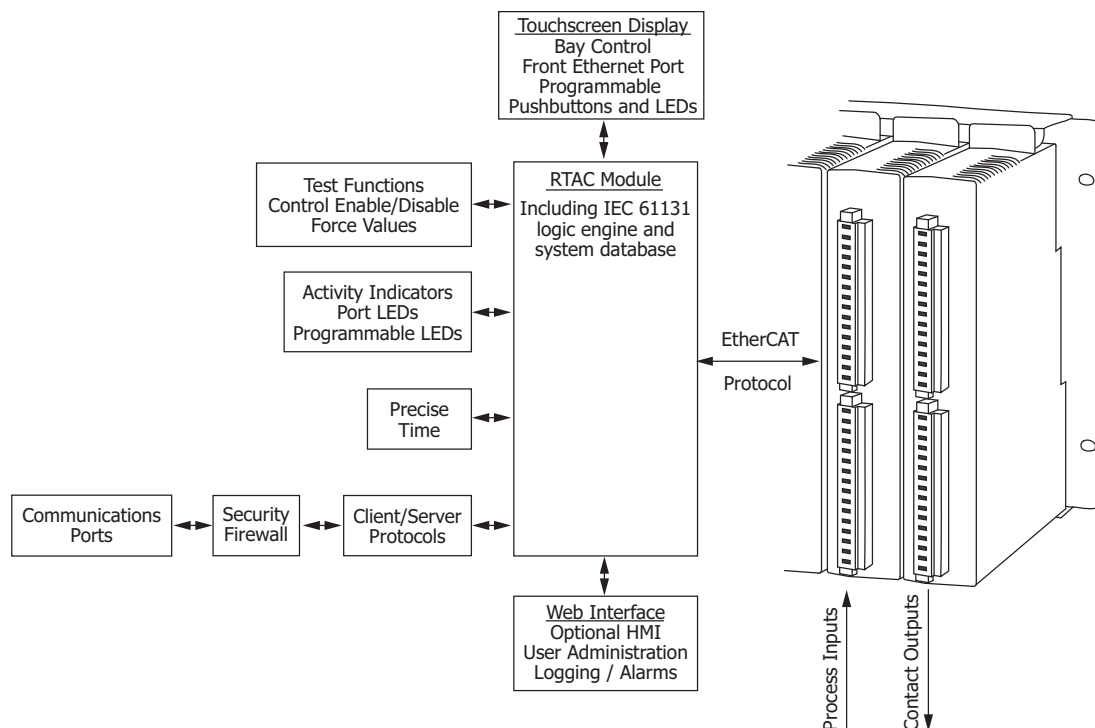 Touchscreen Display
Bay Control
Front Ethernet Port
Programmable
Pushbuttons and LEDs
RTAC Module
Including IEC 61131
logic engine and
system database
Test Functions
Control Enable/Disable
Force Values
Activity Indicators
Port LEDs
Programmable LEDs
EtherCAT
Protocol
Precise
Time
Communications
Ports
Security
Firewall
Client/Server
Protocols
Web Interface
Optional HMI
User Administration
Logging / Alarms
Process Inputs
Contact Outputs